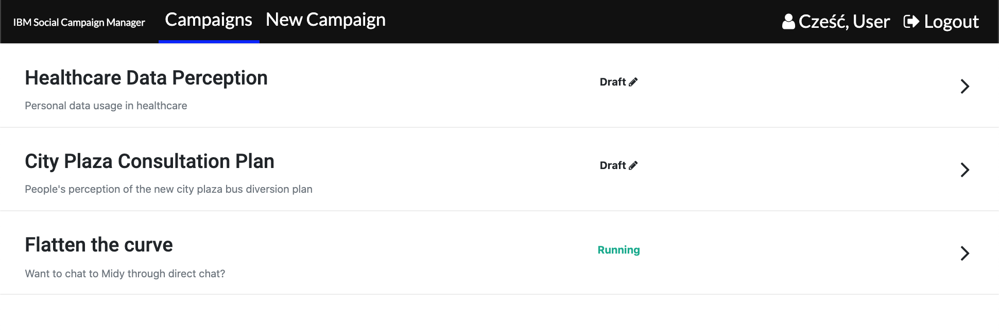 IBM Social Campaign Manager Campaigns New Campaign Cześć, User Logout
Healthcare Data Perception Draft
Personal data usage in healthcare
City Plaza Consultation Plan Draft
People's perception of the new city plaza bus diversion plan
Flatten the curve Running
Want to chat to Midy through direct chat?